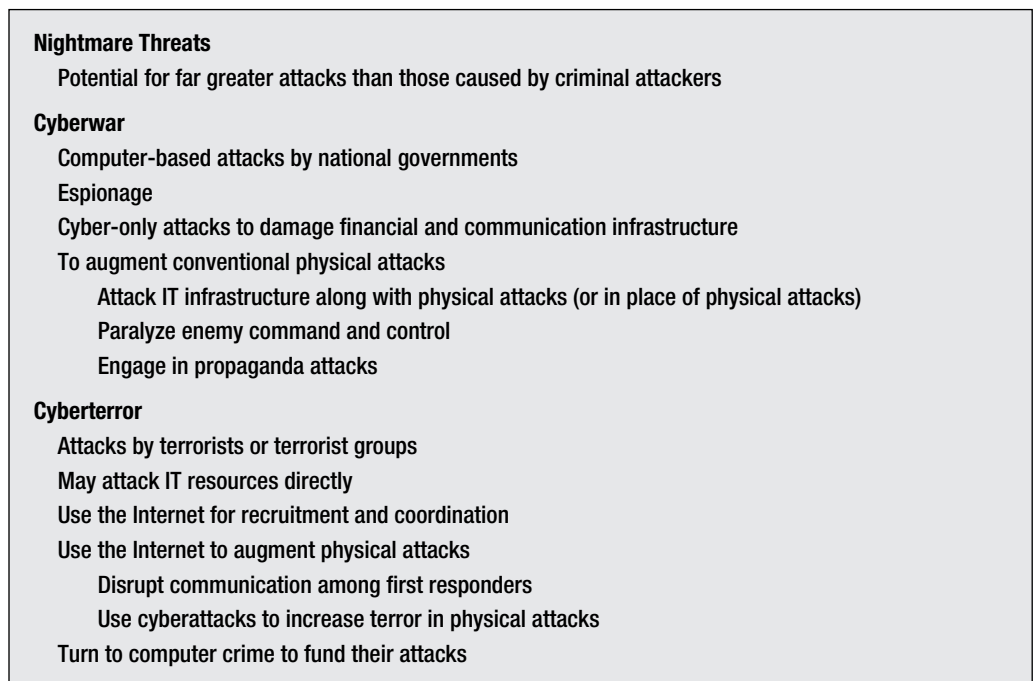 Nightmare Threats
Potential for far greater attacks than those caused by criminal attackers
Cyberwar
Computer-based attacks by national governments
Espionage
Cyber-only attacks to damage financial and communication infrastructure
To augment conventional physical attacks
Attack IT infrastructure along with physical attacks (or in place of physical attacks)
Paralyze enemy command and control
Engage in propaganda attacks
Cyberterror
Attacks by terrorists or terrorist groups
May attack IT resources directly
Use the Internet for recruitment and coordination
Use the Internet to augment physical attacks
Disrupt communication among first responders
Use cyberattacks to increase terror in physical attacks
Turn to computer crime to fund their attacks